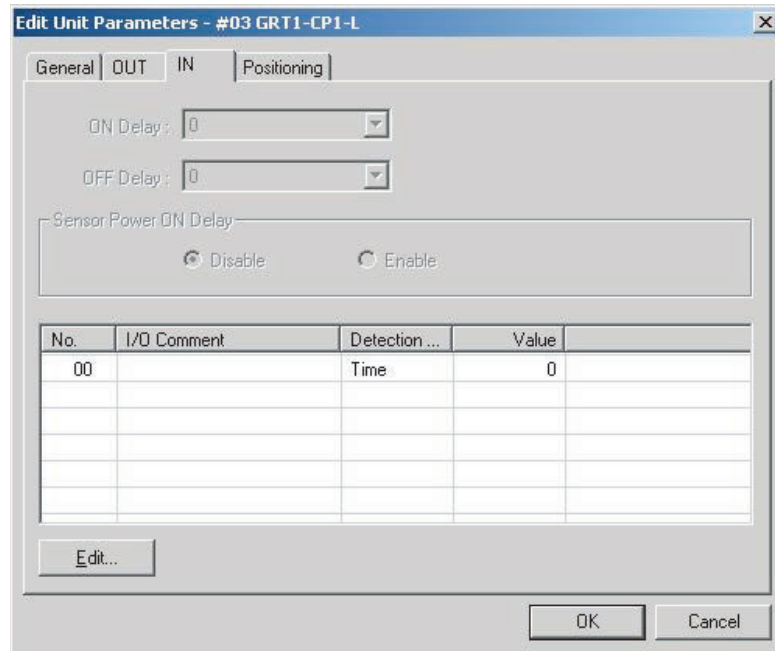 Edit Unit Parameters - #03 GRT1-CP1-L
General OUT IN Positioning
ON Delay : 0
OFF Delay : 0
Sensor Power ON Delay
Disable Enable
No. I/O Comment Detection ... Value
00 Time 0
Edit...
OK Cancel